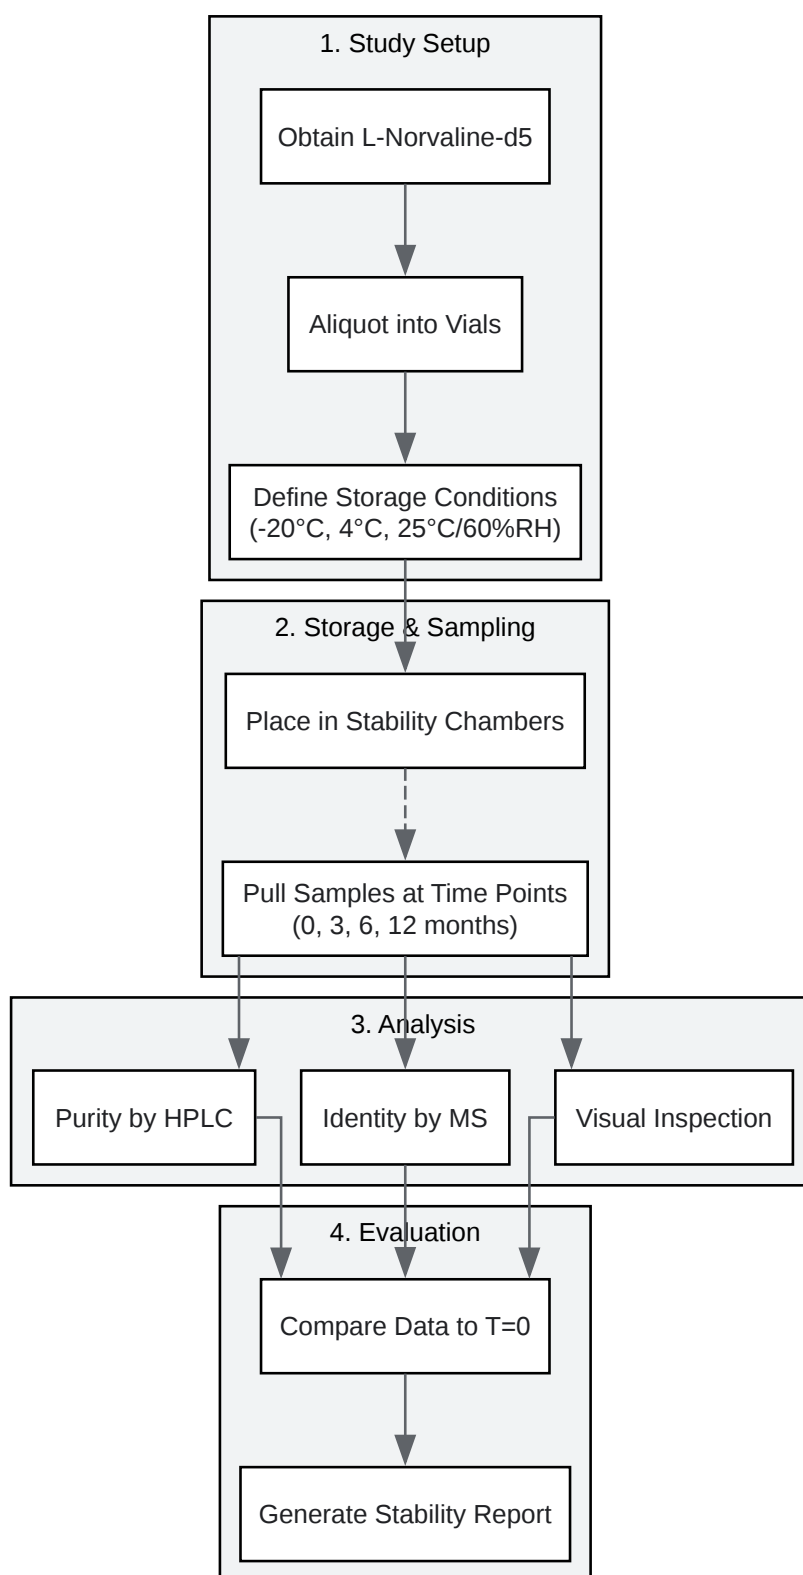 1. Study Setup
Obtain L-Norvaline-d5
Aliquot into Vials
Define Storage Conditions
(-20°C, 4°C, 25°C/60%RH)
2. Storage & Sampling
Place in Stability Chambers
Pull Samples at Time Points
(0, 3, 6, 12 months)
3. Analysis
Purity by HPLC
Identity by MS
Visual Inspection
4. Evaluation
Compare Data to T=0
Generate Stability Report